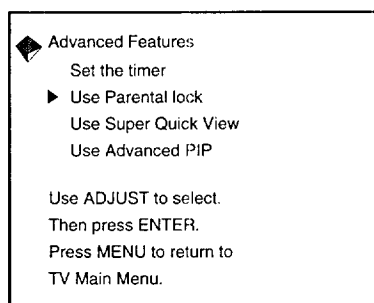 Advanced Features
Set the timer
Use Parental lock
Use Super Quick View
Use Advanced PIP
Use ADJUST to select.
Then press ENTER.
Press MENU to return to
TV Main Menu.